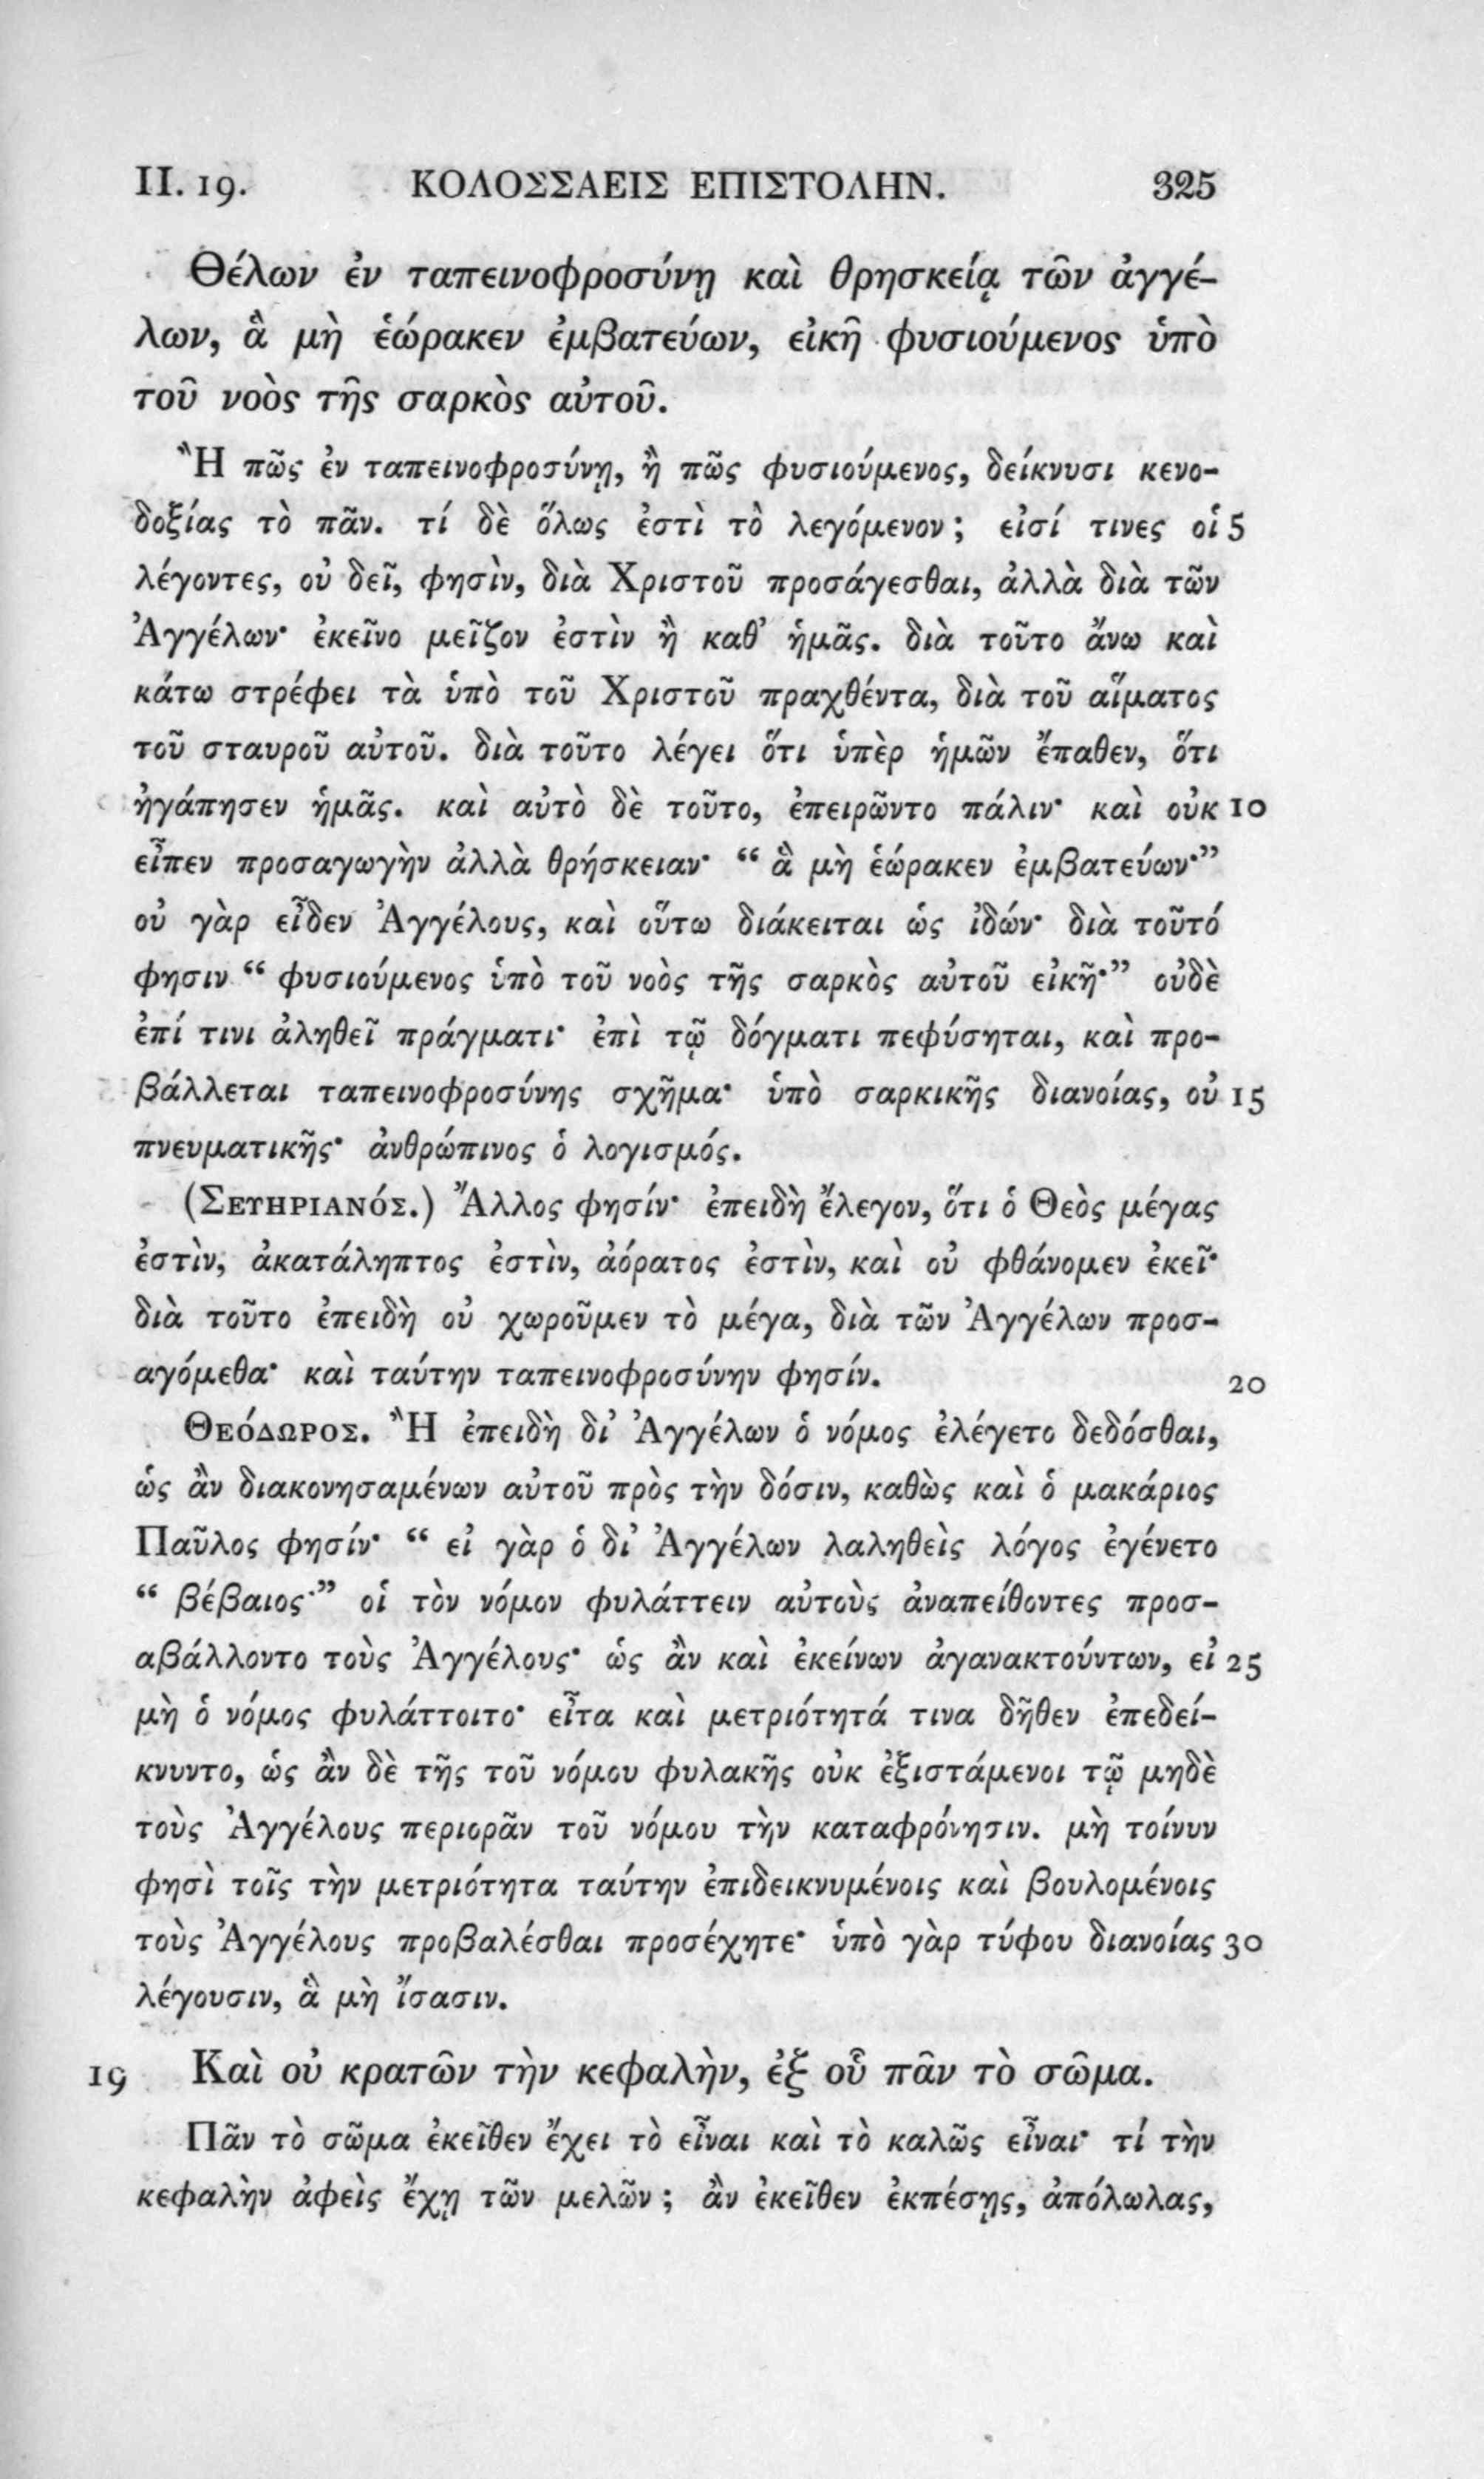 II. 19. ΚΟΛΟΣΣΑΕΙΣ ΕΠΙΣΤΟΛΗΝ. 325
Θέλων ἐν ταπεινοφροσύνῃ καὶ θρησκείᾳ τῶν ἀγγέ-
λων, ἃ μὴ ἑώρακεν ἐμβατεύων, εἰκῆ φυσιούμενος ὑπὸ
τοῦ νοὸς τῆς σαρκὸς αὐτοῦ.
Ἢ πῶς ἐν ταπεινοφροσύνῃ, ἢ πῶς φυσιούμενος, δείκνυσι κενο-
δοξίας τὸ πᾶν. τί δὲ ὅλως ἐστὶ τὸ λεγόμενον; εἰσί τινες οἱ 5
λέγοντες, οὐ δεῖ, φησὶν, διὰ Χριστοῦ προσάγεσθαι, ἀλλὰ διὰ τῶν
Ἀγγέλων· ἐκεῖνο μεῖζον ἐστὶν ἢ καθ’ ἡμᾶς. διὰ τοῦτο ἄνω καὶ
κάτω στρέφει τὰ ὑπὸ τοῦ Χριστοῦ πραχθέντα, διὰ τοῦ αἵματος
τοῦ σταυροῦ αὐτοῦ. διὰ τοῦτο λέγει ὅτι ὑπὲρ ἡμῶν ἔπαθεν, ὅτι
ἠγάπησεν ἡμᾶς. καὶ αὐτὸ δὲ τοῦτο, ἐπειρῶντο πάλιν· καὶ οὐκ 10
εἶπεν προσαγωγὴν ἀλλὰ θρήσκειαν· “ ἃ μὴ ἑώρακεν ἐμβατεύων·”
οὐ γὰρ εἶδεν Ἀγγέλους, καὶ οὕτω διάκειται ὡς ἰδών· διὰ τοῦτό
φησιν “ φυσιούμενος ὑπὸ τοῦ νοὸς τῆς σαρκὸς αὐτοῦ εἰκῆ·” οὐδὲ
ἐπί τινι ἀληθεῖ πράγματι· ἐπὶ τῷ δόγματι πεφύσηται, καὶ προ-
βάλλεται ταπεινοφροσύνης σχῆμα· ὑπὸ σαρκικῆς διανοίας, οὐ 15
πνευματικῆς· ἀνθρώπινος ὁ λογισμός.
(Σετηριανόσ.) Ἄλλος φησίν· ἐπειδὴ ἔλεγον, ὅτι ὁ Θεὸς μέγας
ἐστὶν, ἀκατάληπτος ἐστὶν, ἀόρατος ἐστὶν, καὶ οὐ φθάνομεν ἐκεῖ·
διὰ τοῦτο ἐπειδὴ οὐ χωροῦμεν τὸ μέγα, διὰ τῶν Ἀγγέλων προσ-
αγόμεθα· καὶ ταύτην ταπεινοφροσύνην φησίν. 20
Θεόδωροσ. Ἢ ἐπειδὴ δι’ Ἀγγέλων ὁ νόμος ἐλέγετο δεδόσθαι,
ὡς ἂν διακονησαμένων αὐτοῦ πρὸς τὴν δόσιν, καθὼς καὶ ὁ μακάριος
Παῦλος φησίν· “ εἰ γὰρ ὁ δι’ Ἀγγέλων λαληθεὶς λόγος ἐγένετο
“ βέβαιος·” οἱ τὸν νόμον φυλάττειν αὐτοὺς ἀναπείθοντες προσ-
αβάλλοντο τοὺς Ἀγγέλους· ὡς ἂν καὶ ἐκείνων ἀγανακτούντων, εἰ 25
μὴ ὁ νόμος φυλάττοιτο· εἶτα καὶ μετριότητά τινα δῆθεν ἐπεδεί-
κνυντο, ὡς ἂν δὲ τῆς τοῦ νόμου φυλακῆς οὐκ ἐξιστάμενοι τῷ μηδὲ
τοὺς Ἀγγέλους περιορᾶν τοῦ νόμου τὴν καταφρόνησιν. μὴ τοίνυν
φησὶ τοῖς τὴν μετριότητα ταύτην ἐπιδεικνυμένοις καὶ βουλομένοις
τοὺς Ἀγγέλους προβαλέσθαι προσέχητε· ὑπὸ γὰρ τύφου διανοίας 30
λέγουσιν, ἃ μὴ ἴσασιν.
19 Καὶ οὐ κρατῶν τὴν κεφαλὴν, ἐξ οὗ πᾶν τὸ σῶμα.
Πᾶν τὸ σῶμα ἐκεῖθεν ἔχει τὸ εἶναι καὶ τὸ καλῶς εἶναι· τί τὴν
κεφαλὴν ἀφεὶς ἔχῃ τῶν μελῶν; ἂν ἐκεῖθεν ἐκπέσῃς, ἀπόλωλας,